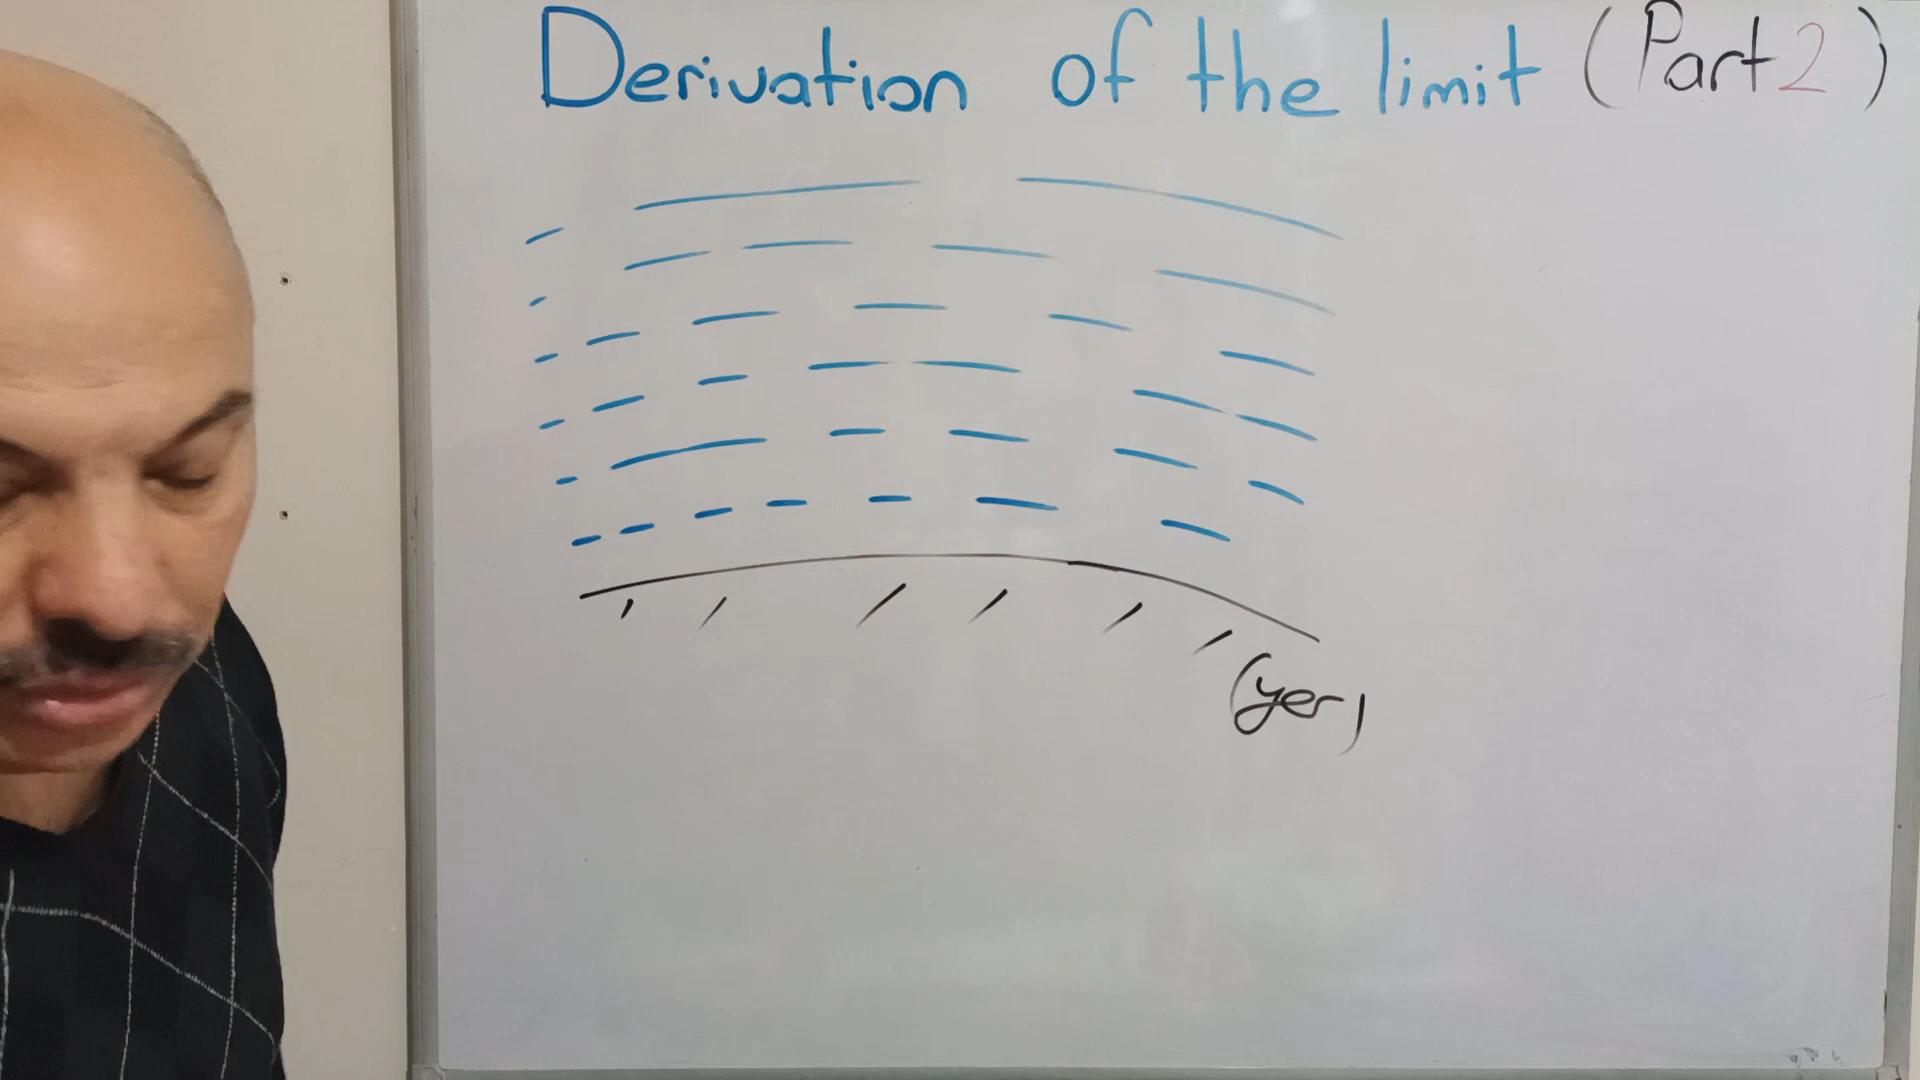 Derivation of the limit (Part 2)
(yer)